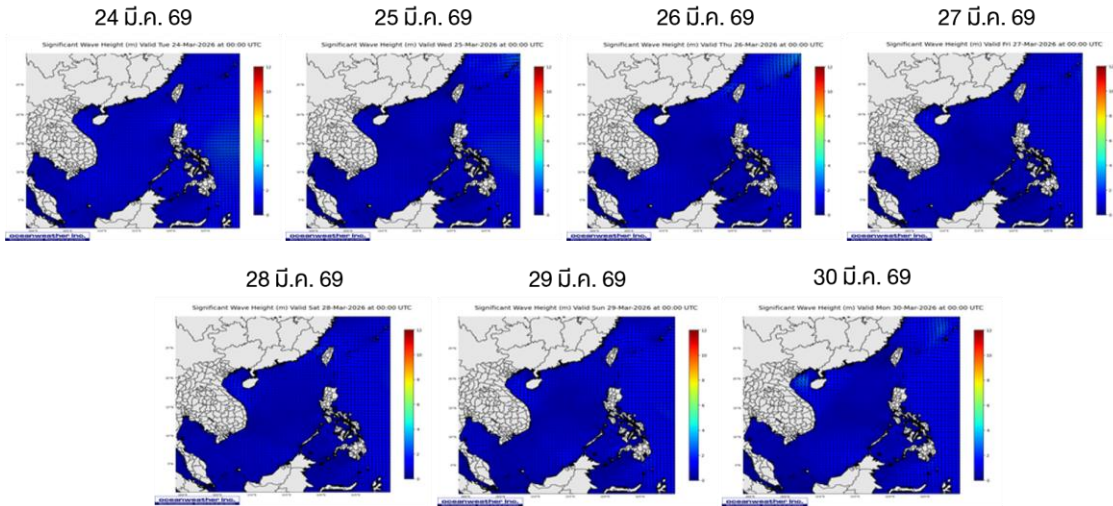 24 มี.ค. 69
25 มี.ค. 69
26 มี.ค. 69
27 มี.ค. 69
Significant Wave Height (m) Valid Tue 24-Mar-2026 at 00:00 UTC
Significant Wave Height (m) Valid Wed 25-Mar-2026 at 00:00 UTC
Significant Wave Height (m) Valid Thu 26-Mar-2026 at 00:00 UTC
Significant Wave Height (m) Valid Fri 27-Mar-2026 at 00:00 UTC
oceanweather inc.
oceanweather inc.
oceanweather inc.
oceanweather inc.
28 มี.ค. 69
29 มี.ค. 69
30 มี.ค. 69
Significant Wave Height (m) Valid Sat 28-Mar-2026 at 00:00 UTC
Significant Wave Height (m) Valid Sun 29-Mar-2026 at 00:00 UTC
Significant Wave Height (m) Valid Mon 30-Mar-2026 at 00:00 UTC
oceanweather inc.
oceanweather inc.
oceanweather inc.